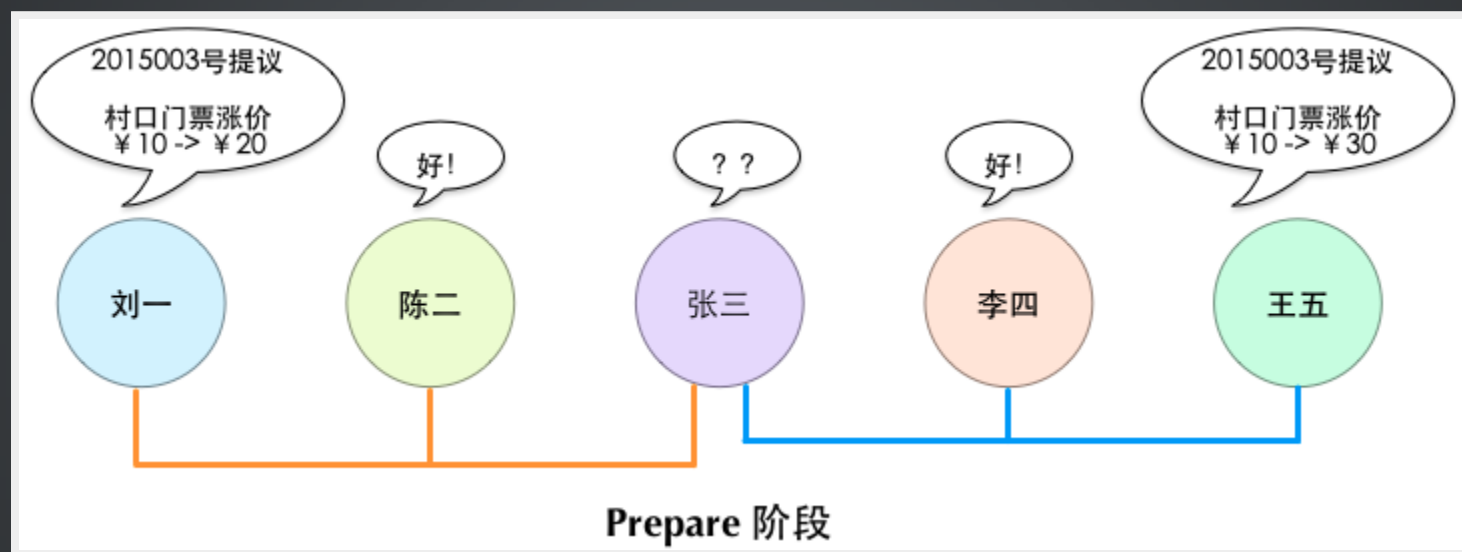 2015003号提议
村口门票涨价
￥10 -> ￥20
好！
？？
好！
2015003号提议
村口门票涨价
￥10 -> ￥30
刘一
陈二
张三
李四
王五
Prepare 阶段